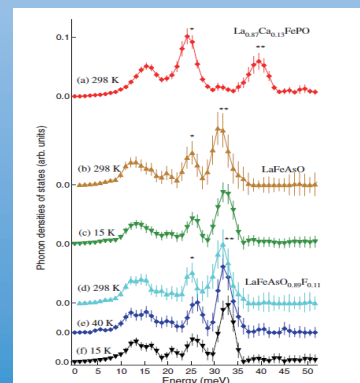 0.1
La0.87Ca0.13FePO
*
**
(a) 298 K
0.0
**
*
(b) 298 K
LaFeAsO
0.0
*
(c) 15 K
0.0
**
(d) 298 K
*
LaFeAsO0.89F0.11
0.0
(e) 40 K
0.0
(f) 15 K
0.0
Phonon densities of states (arb. units)
0 5 10 15 20 25 30 35 40 45 50
Energy (meV)